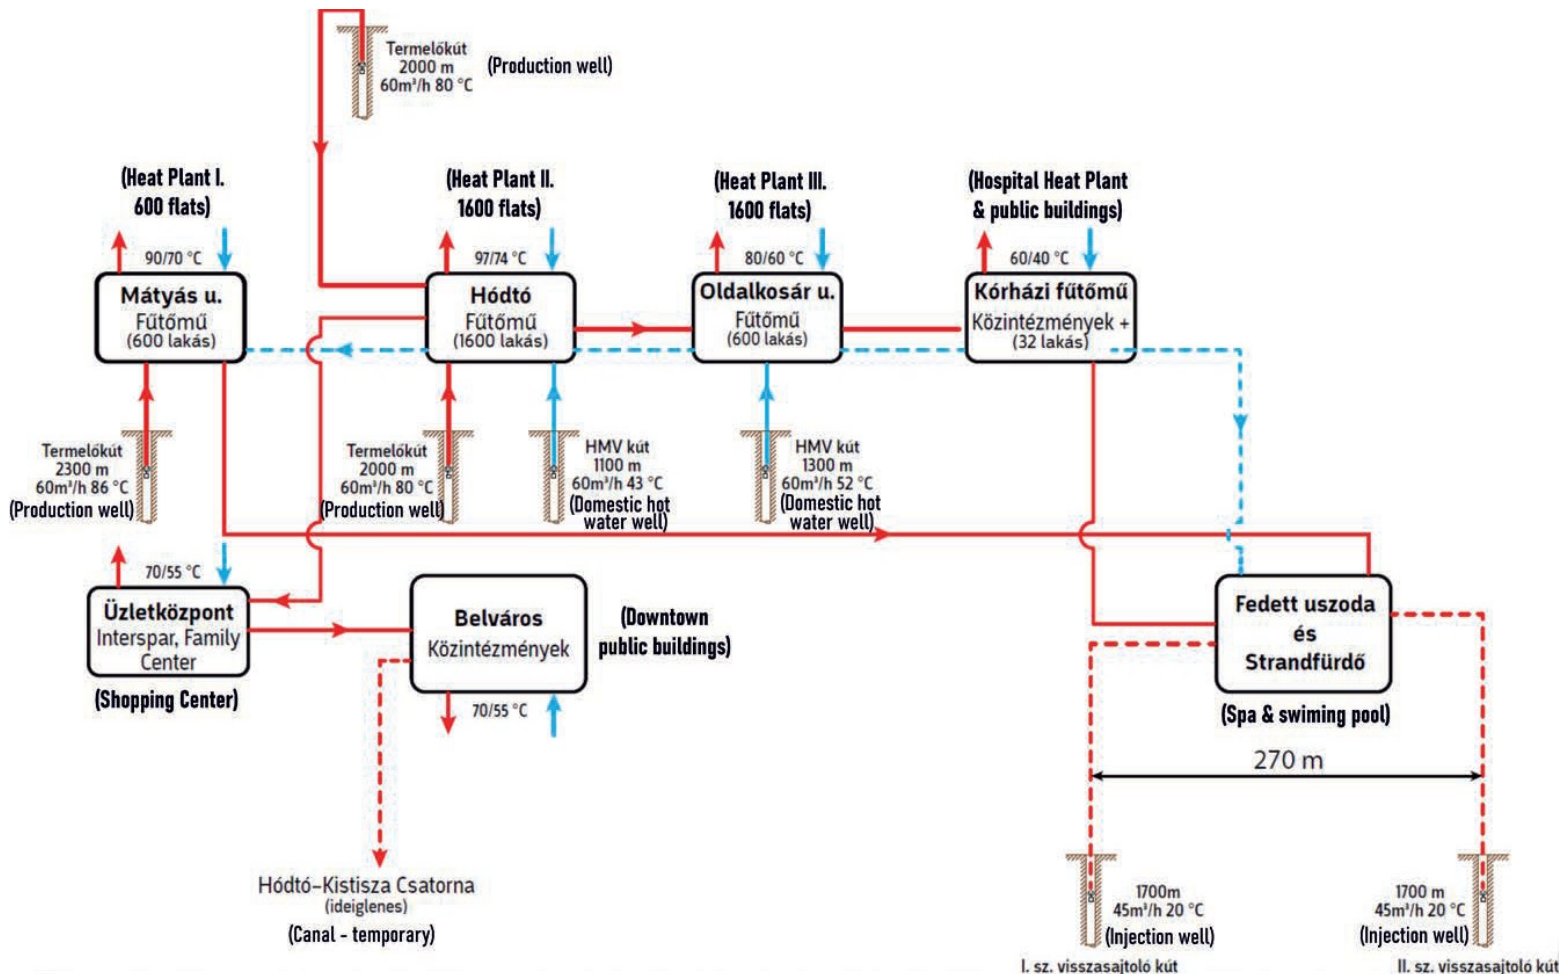 Termelőkút
2000 m
60m³/h 80 °C
(Production well)
(Heat Plant I.
600 flats)
(Heat Plant II.
1600 flats)
(Heat Plant III.
1600 flats)
(Hospital Heat Plant
& public buildings)
90/70 °C
97/74 °C
80/60 °C
60/40 °C
Mátyás u.
Fűtőmű
(600 lakás)
Hódtó
Fűtőmű
(1600 lakás)
Oldalkosár u.
Fűtőmű
(600 lakás)
Kórházi fűtőmű
Közintézmények +
(32 lakás)
Termelőkút
2300 m
60m³/h 86 °C
(Production well)
Termelőkút
2000 m
60m³/h 80 °C
(Production well)
HMV kút
1100 m
60m³/h 43 °C
(Domestic hot
water well)
HMV kút
1300 m
60m³/h 52 °C
(Domestic hot
water well)
70/55 °C
Üzletközpont
Interspar, Family
Center
(Shopping Center)
Belváros
Közintézmények
(Downtown
public buildings)
70/55 °C
Fedett uszoda
és
Strandfürdő
(Spa & swiming pool)
270 m
Hódtó–Kistisza Csatorna
(ideiglenes)
(Canal - temporary)
1700m
45m³/h 20 °C
(Injection well)
I. sz. visszasajtoló kút
1700 m
45m³/h 20 °C
(Injection well)
II. sz. visszasajtoló kút